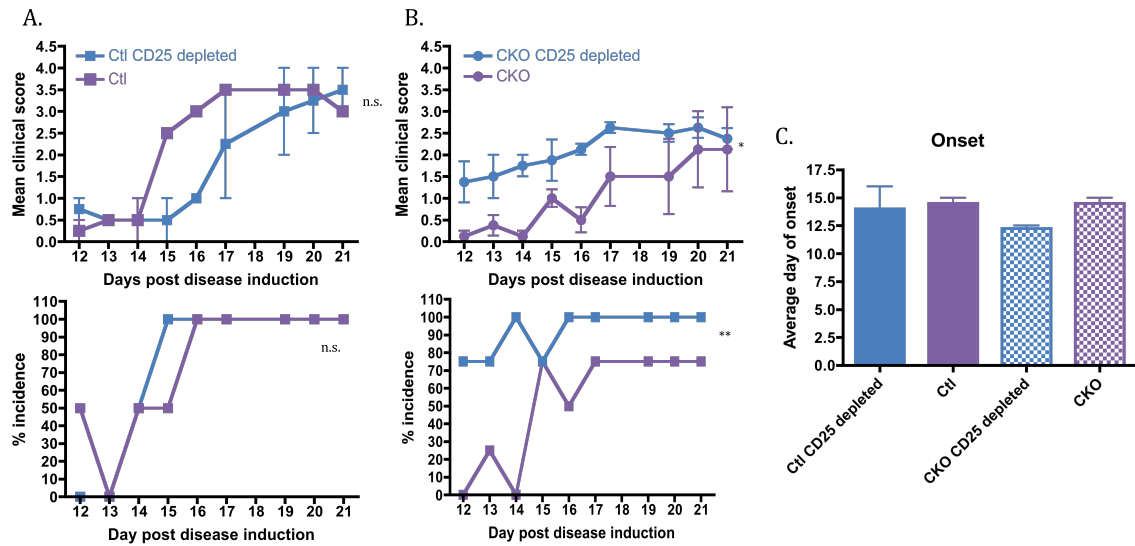 A.
Mean clinical score
4.5
4.0
3.5
3.0
2.5
2.0
1.5
1.0
0.5
0.0
Ctl CD25 depleted
Ctl
n.s.
12 13 14 15 16 17 18 19 20 21
Days post disease induction
% incidence
110
100
90
80
70
60
50
40
30
20
10
0
n.s.
12 13 14 15 16 17 18 19 20 21
Day post disease induction
B.
Mean clinical score
4.5
4.0
3.5
3.0
2.5
2.0
1.5
1.0
0.5
0.0
CKO CD25 depleted
CKO
*
12 13 14 15 16 17 18 19 20 21
Days post disease induction
% incidence
110
100
90
80
70
60
50
40
30
20
10
0
**
12 13 14 15 16 17 18 19 20 21
Day post disease induction
C.
Onset
Average day of onset
17.5
15.0
12.5
10.0
7.5
5.0
2.5
0.0
Ctl CD25 depleted
Ctl
CKO CD25 depleted
CKO